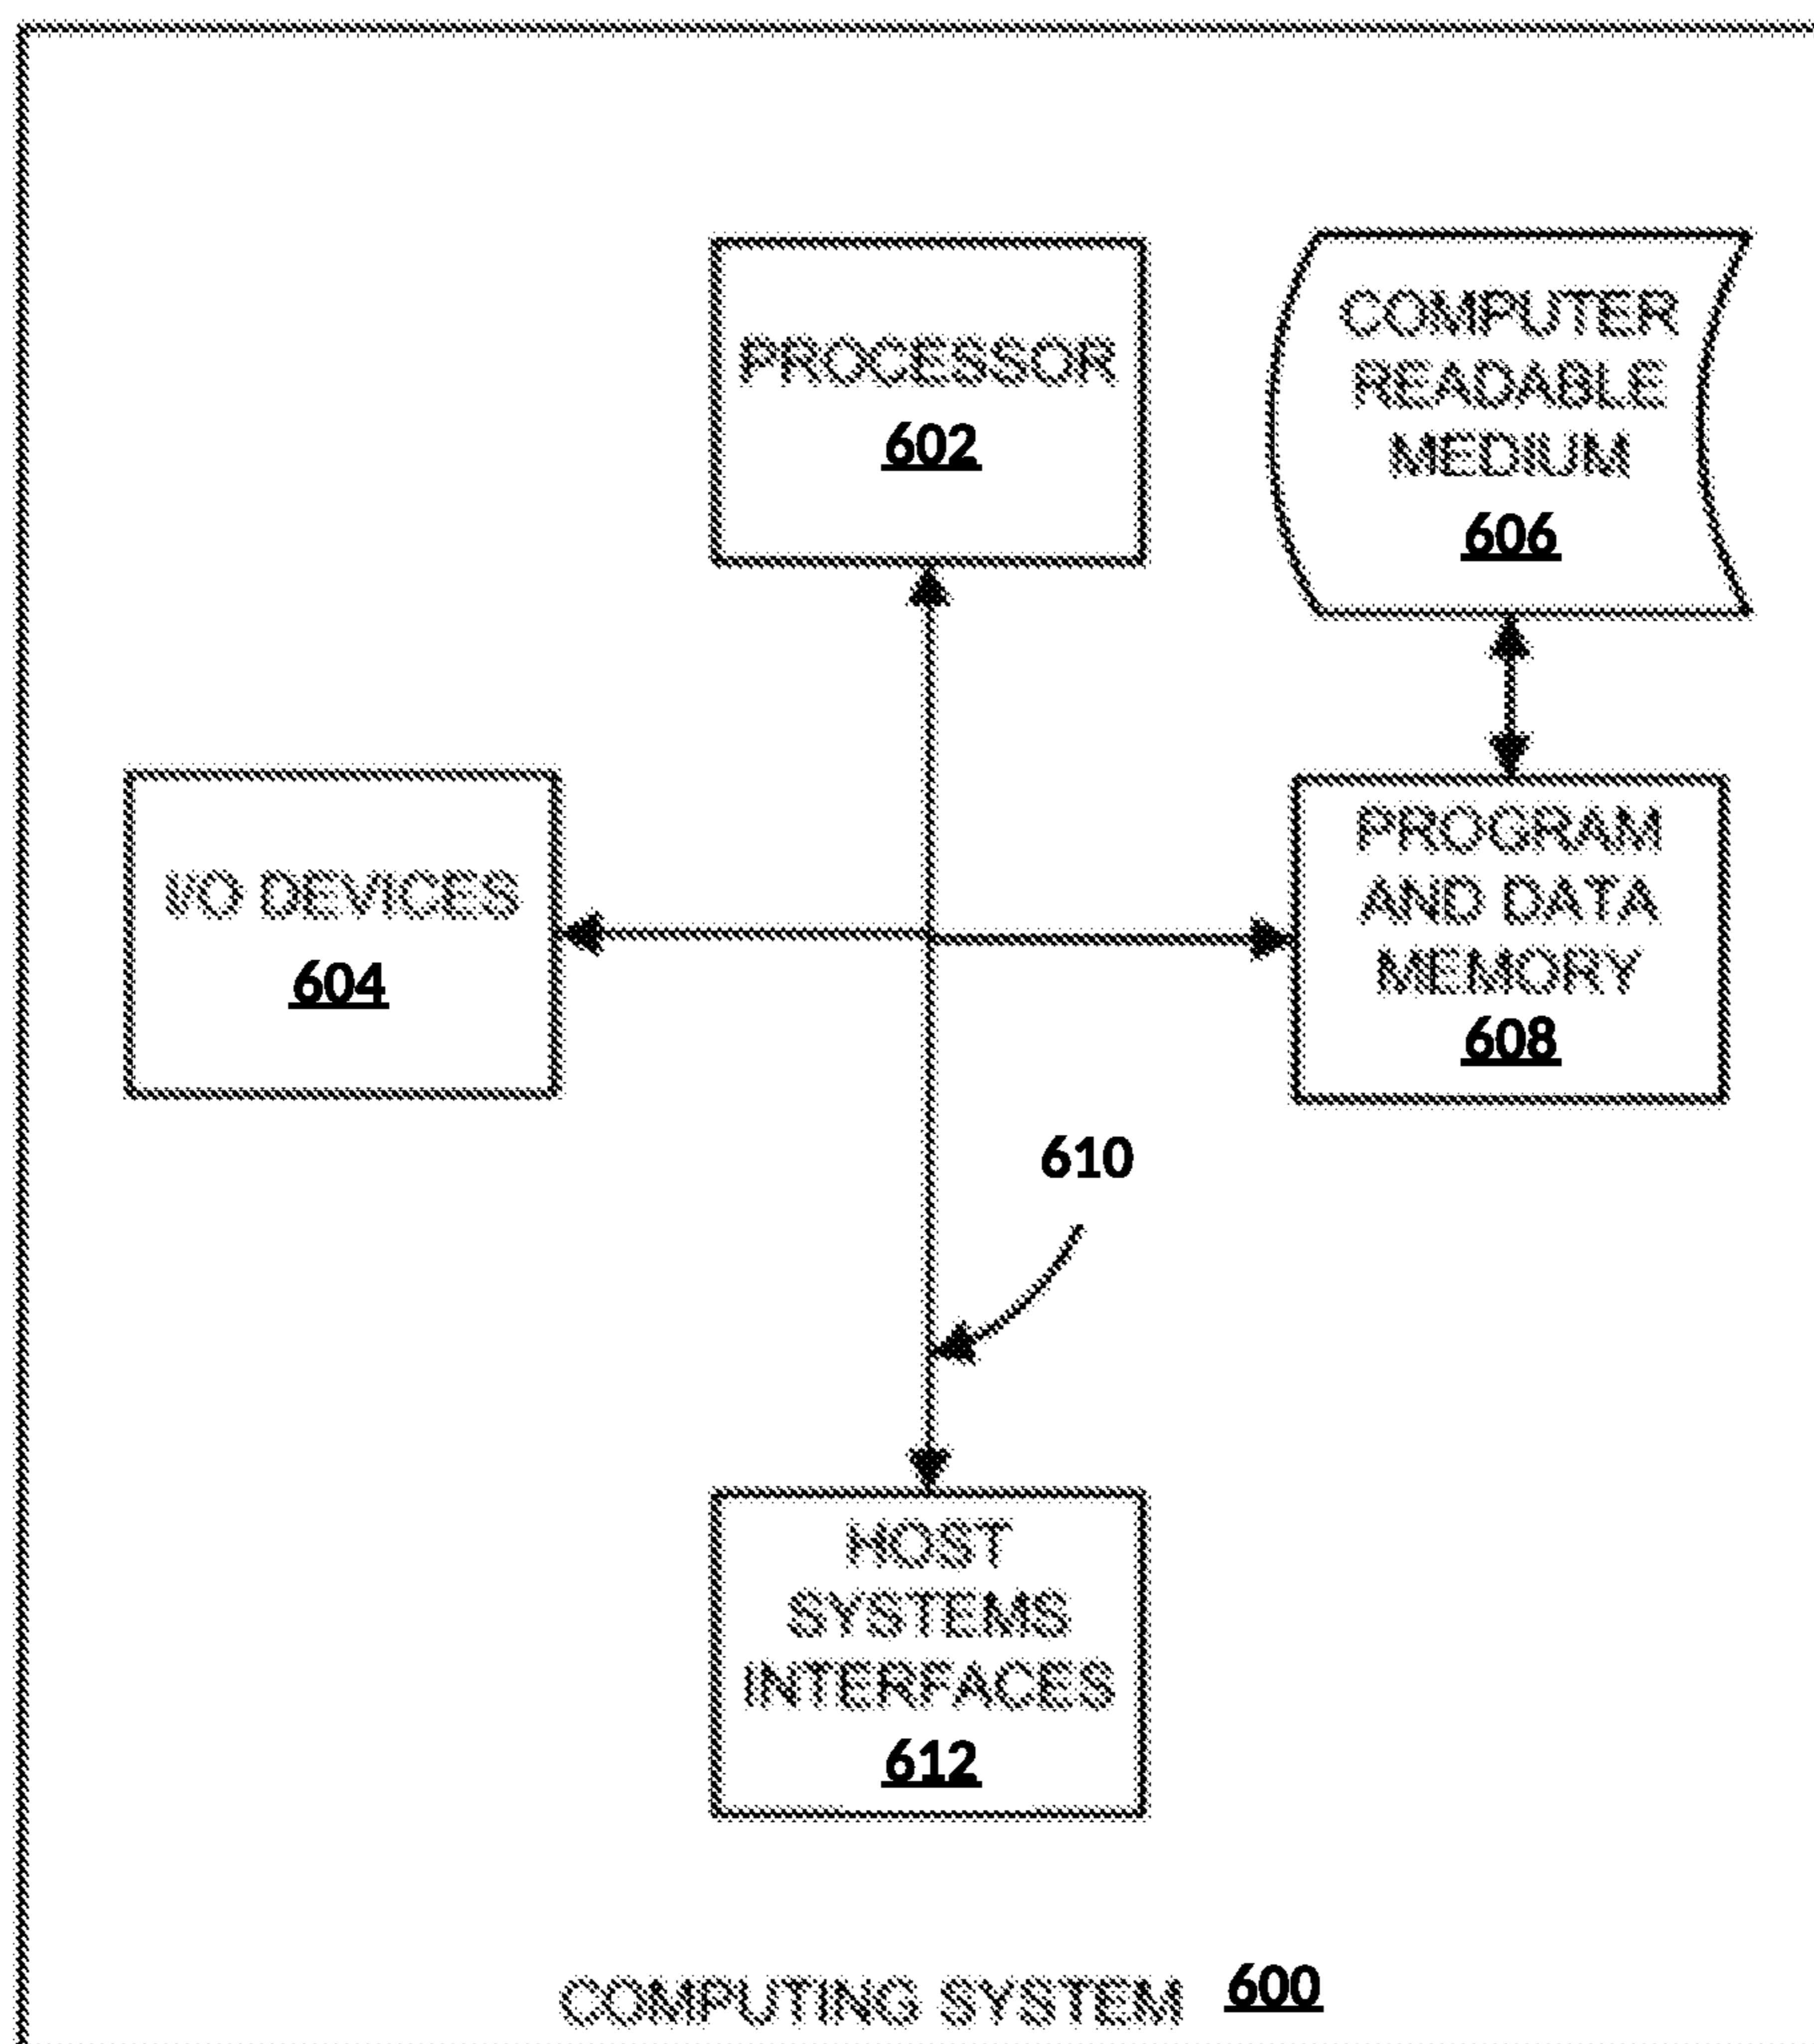 PROCESSOR
602
COMPUTER
READABLE
MEDIUM
606
I/O DEVICES
604
PROGRAM
AND DATA
MEMORY
608
610
HOST
SYSTEMS
INTERFACES
612
COMPUTING SYSTEM 600